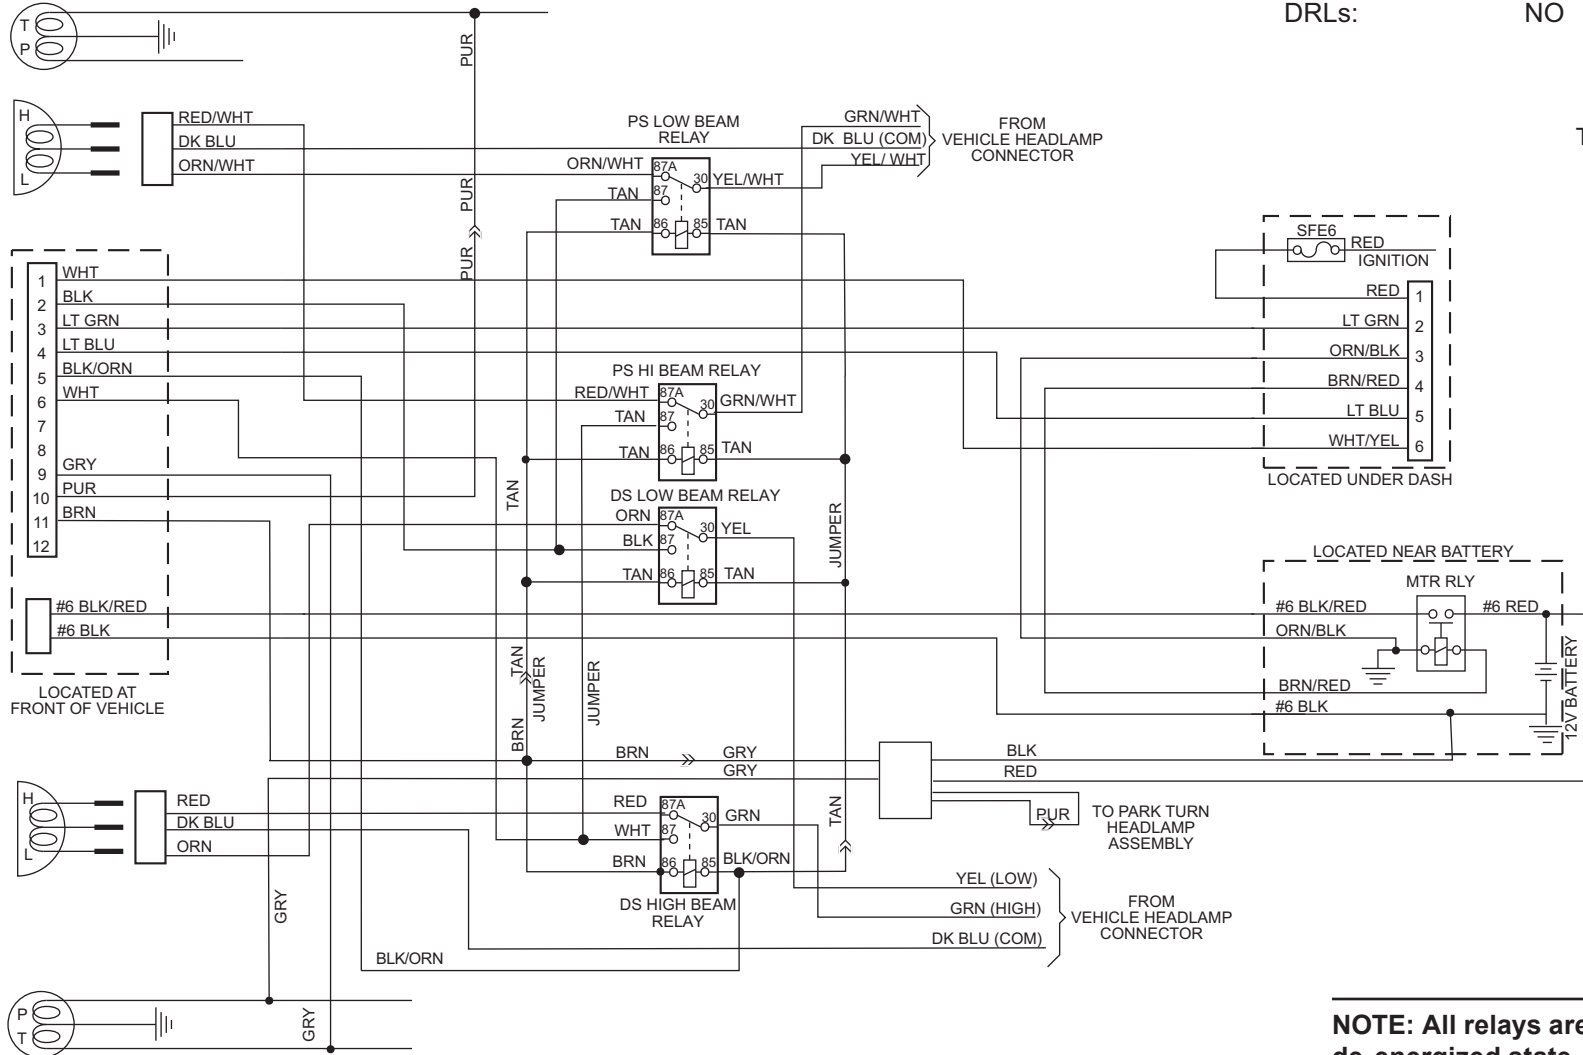 DRLs: NO
T
T
P
PUR
H
L
RED/WHT
DK BLU
ORN/WHT
PUR
PUR
PS LOW BEAM
RELAY
ORN/WHT
87A
30
YEL/WHT
TAN
87
TAN
86
85
TAN
GRN/WHT
DK BLU (COM)
YEL/ WHT
FROM
VEHICLE HEADLAMP
CONNECTOR
1 WHT
2 BLK
3 LT GRN
4 LT BLU
5 BLK/ORN
6 WHT
7
8
9 GRY
10 PUR
11 BRN
12
#6 BLK/RED
#6 BLK
LOCATED AT
FRONT OF VEHICLE
PS HI BEAM RELAY
RED/WHT
87A
30
GRN/WHT
TAN
87
TAN
86
85
TAN
DS LOW BEAM RELAY
ORN
87A
30
YEL
BLK
87
TAN
86
85
TAN
TAN
JUMPER
TAN
JUMPER
JUMPER
BRN
SFE6
RED
IGNITION
RED 1
LT GRN 2
ORN/BLK 3
BRN/RED 4
LT BLU 5
WHT/YEL 6
LOCATED UNDER DASH
LOCATED NEAR BATTERY
MTR RLY
#6 BLK/RED
#6 RED
ORN/BLK
BRN/RED
#6 BLK
12V BATTERY
BRN
GRY
GRY
BLK
RED
PUR
TO PARK TURN
HEADLAMP
ASSEMBLY
H
L
RED
DK BLU
ORN
RED
87A
30
GRN
WHT
87
BRN
86
85
BLK/ORN
TAN
DS HIGH BEAM
RELAY
YEL (LOW)
GRN (HIGH)
DK BLU (COM)
FROM
VEHICLE HEADLAMP
CONNECTOR
GRY
BLK/ORN
P
T
GRY
NOTE: All relays are
de-energized state